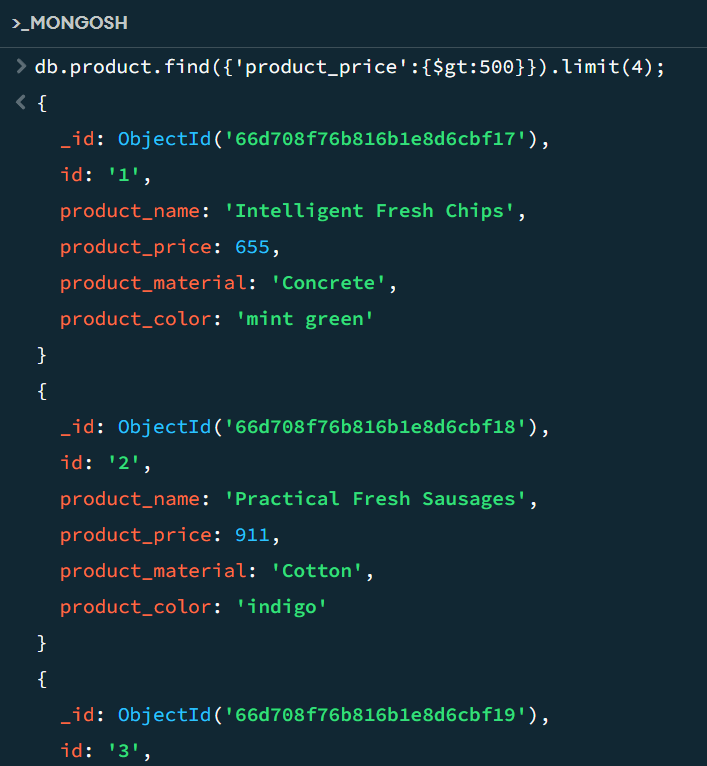 >_MONGOSH
> db.product.find({'product_price':{$gt:500}}).limit(4);
< {
_id: ObjectId('66d708f76b816b1e8d6cbf17'),
id: '1',
product_name: 'Intelligent Fresh Chips',
product_price: 655,
product_material: 'Concrete',
product_color: 'mint green'
}
{
_id: ObjectId('66d708f76b816b1e8d6cbf18'),
id: '2',
product_name: 'Practical Fresh Sausages',
product_price: 911,
product_material: 'Cotton',
product_color: 'indigo'
}
{
_id: ObjectId('66d708f76b816b1e8d6cbf19'),
id: '3',